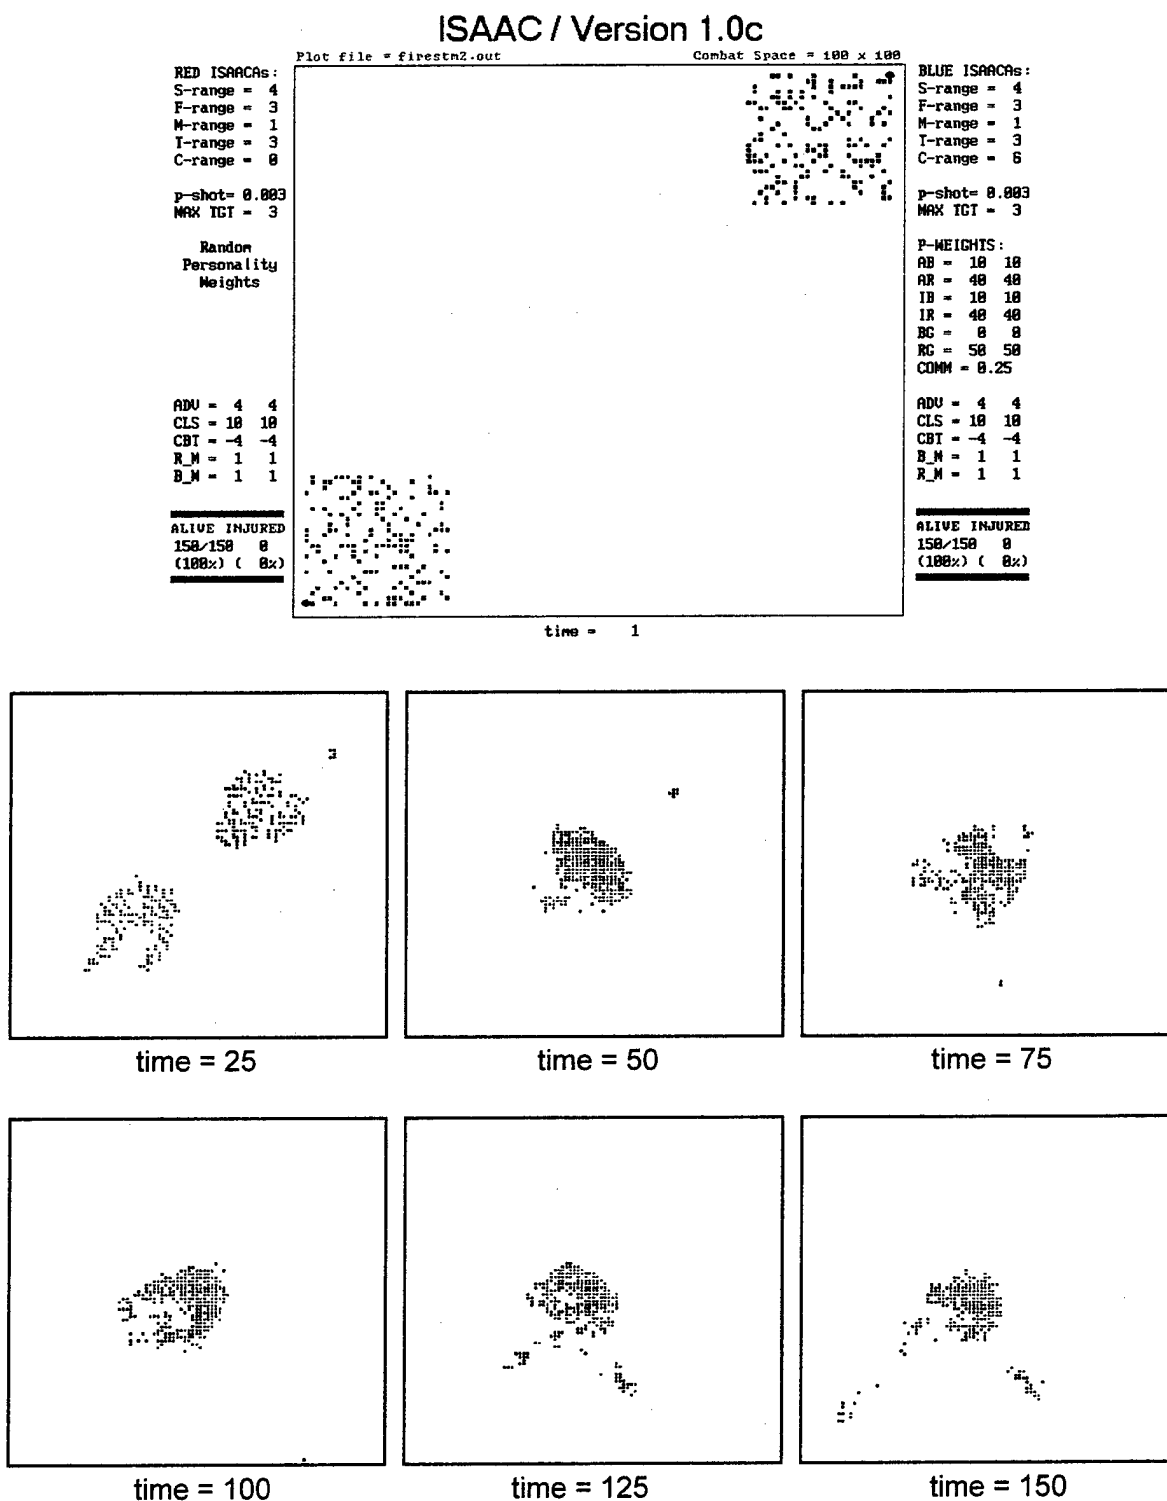 ISAAC / Version 1.0c
Plot file = firestm2.out
Combat Space = 100 x 100
RED ISAACAs:
S-range = 4
F-range = 3
M-range = 1
T-range = 3
C-range = 0
p-shot= 0.003
MAX TGT = 3
Random
Personality
Weights
ADV = 4 4
CLS = 10 10
CBT = -4 -4
R_M = 1 1
B_M = 1 1
ALIVE INJURED
150/150 0
(100%) ( 0%)
BLUE ISAACAs:
S-range = 4
F-range = 3
M-range = 1
T-range = 3
C-range = 6
p-shot= 0.003
MAX TGT = 3
P-WEIGHTS:
AB = 10 10
AR = 40 40
IB = 10 10
IR = 40 40
BG = 0 0
RG = 50 50
COMM = 0.25
ADV = 4 4
CLS = 10 10
CBT = -4 -4
B_M = 1 1
R_M = 1 1
ALIVE INJURED
150/150 0
(100%) ( 0%)
time = 1
time = 25
time = 50
time = 75
time = 100
time = 125
time = 150